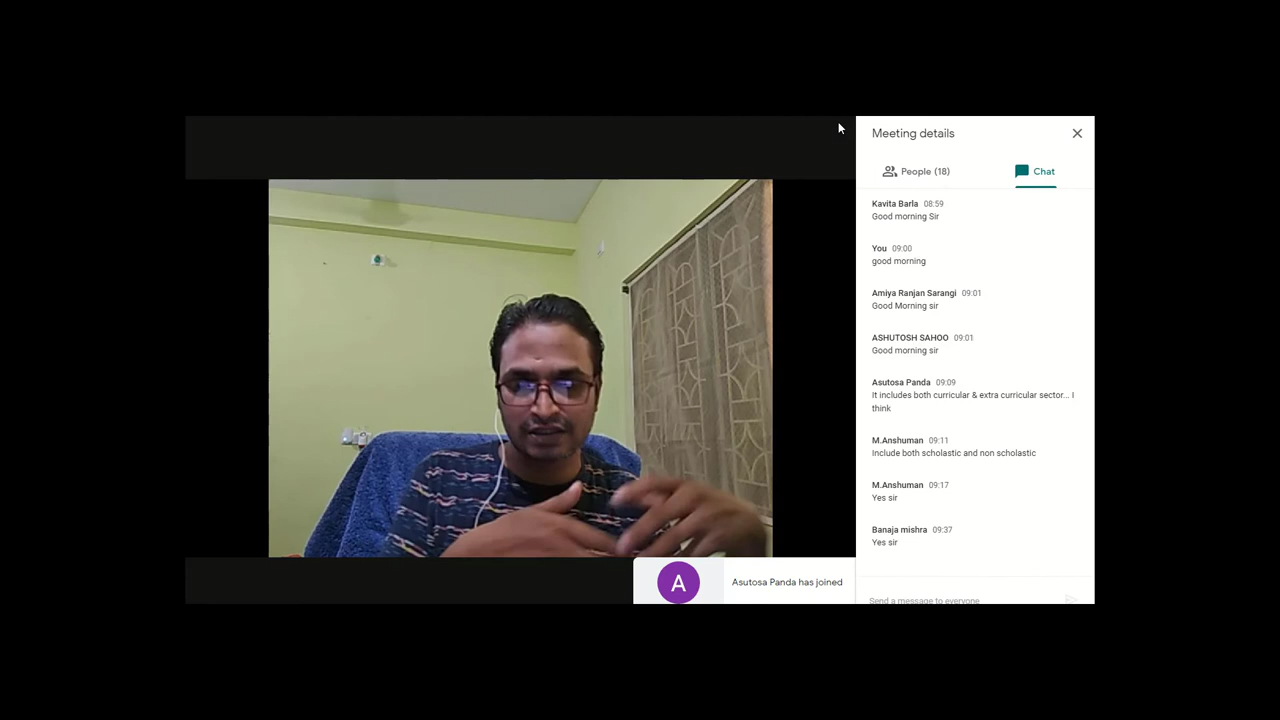 Meeting details
People (18)
Chat
Kavita Barla 08:59
Good morning Sir
You 09:00
good morning
Amiya Ranjan Sarangi 09:01
Good Morning sir
ASHUTOSH SAHOO 09:01
Good morning sir
Asutosa Panda 09:09
It includes both curricular & extra curricular sector... I
think
M.Anshuman 09:11
Include both scholastic and non scholastic
M.Anshuman 09:17
Yes sir
Banaja mishra 09:37
Yes sir
A
Asutosa Panda has joined
Send a message to everyone